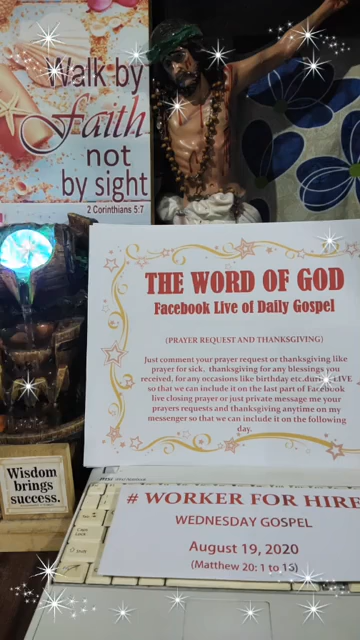 Walk by
Faith
not
by sight
2 Corinthians 5:7
THE WORD OF GOD
Facebook Live of Daily Gospel
(PRAYER REQUEST AND THANKSGIVING)
Just comment your prayer request or thanksgiving like
prayer for sick, thanksgiving for any blessings you
received, for any occasions like birthday etc.during LIVE
so that we can include it on the last part of Facebook
live closing prayer or just private message me your
prayers requests and thanksgiving anytime on my
messenger so that we can include it on the following
day.
Wisdom
brings
success.
# WORKER FOR HIRE
WEDNESDAY GOSPEL
August 19, 2020
(Matthew 20: 1 to 16)
Caps
Lock
Shift